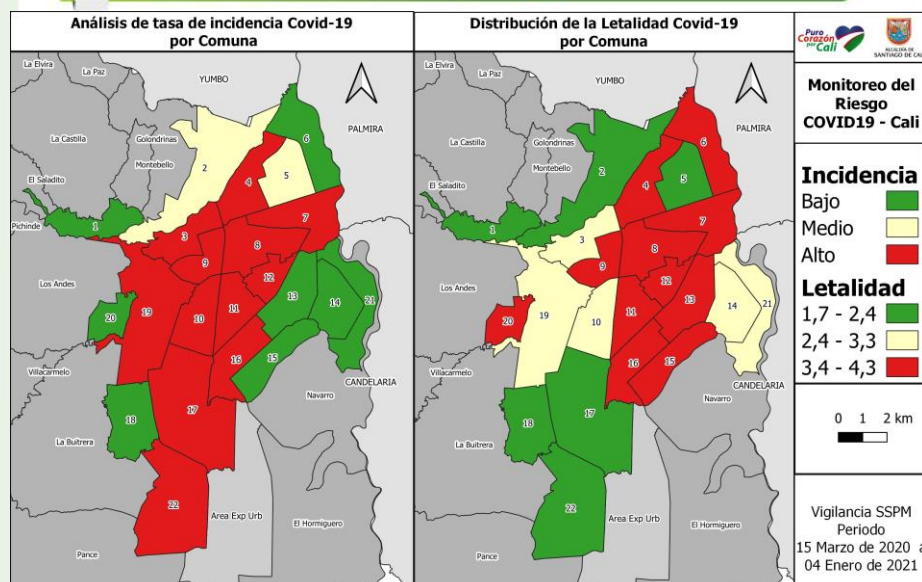 Análisis de tasa de incidencia Covid-19
por Comuna
YUMBO
La Elvira
La Paz
PALMIRA
La Castilla
Golondrinas
Montebello
El Saladito
Pichinde
Los Andes
Villacarmelo
La Buitrera
Pance
Navarro
CANDELARIA
Area Exp Urb
El Hormiguero
1
2
3
4
5
6
7
8
9
10
11
12
13
14
15
16
17
18
19
20
21
22
Distribución de la Letalidad Covid-19
por Comuna
YUMBO
La Elvira
La Paz
PALMIRA
La Castilla
Golondrinas
Montebello
El Saladito
Pichinde
Los Andes
Villacarmelo
La Buitrera
Pance
Navarro
CANDELARIA
Area Exp Urb
El Hormiguero
1
2
3
4
5
6
7
8
9
10
11
12
13
14
15
16
17
18
19
20
21
22
Puro
Corazón
por Cali
ALCALDÍA DE
SANTIAGO DE CALI
Monitoreo del
Riesgo
COVID19 - Cali
Incidencia
Bajo
Medio
Alto
Letalidad
1,7 - 2,4
2,4 - 3,3
3,4 - 4,3
0 1 2 km
Vigilancia SSPM
Periodo
15 Marzo de 2020 a
04 Enero de 2021